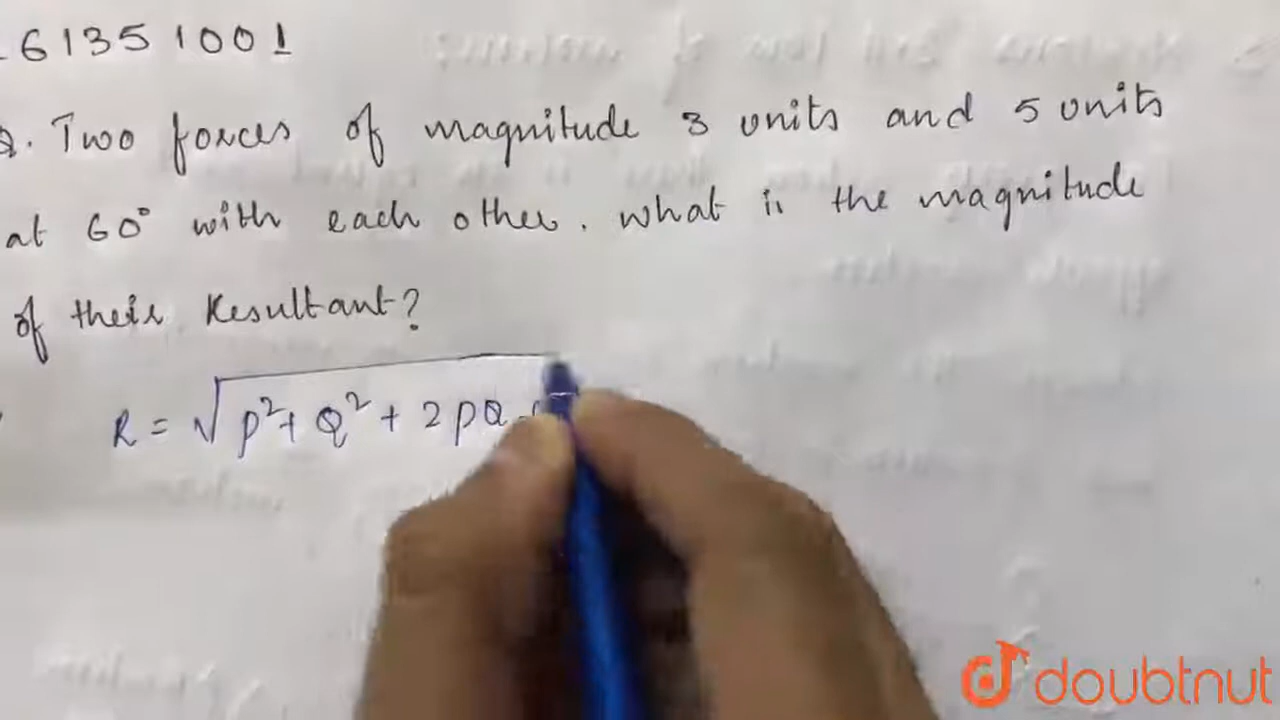 61351001
Q. Two forces of magnitude 3 units and 5 units
at 60° with each other. what is the magnitude
of their Resultant?
R = √P²+ Q² + 2PQ
doubtnut